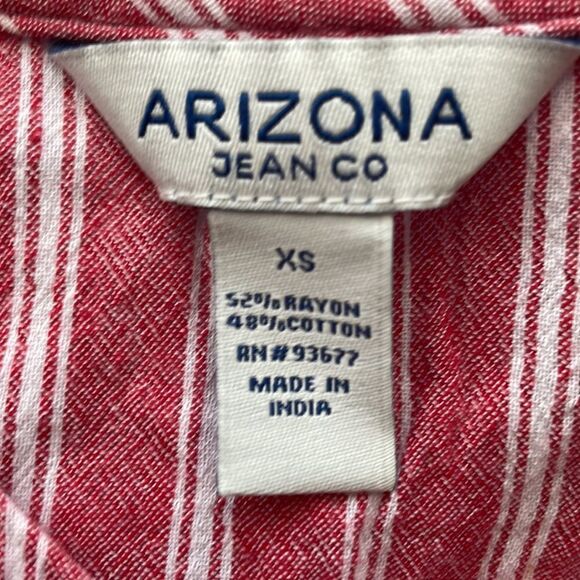 ARIZONA
JEAN CO
XS
52% RAYON
48% COTTON
RN# 93677
MADE IN
INDIA